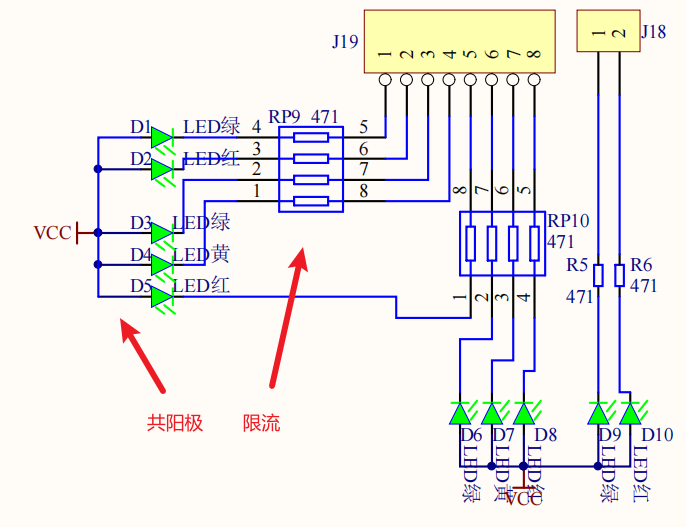 J19
1 2 3 4 5 6 7 8
1 2
J18
RP9 471
D1 LED绿 4 5
D2 LED红 3 6
2 7
1 8
D3 LED绿
VCC
D4 LED黄
D5 LED红
8 7 6 5
RP10
471
1 2 3 4
R5
471
R6
471
共阳极
限流
D6 D7 D8 D9 D10
LED绿
LED黄
VCC
LED绿
LED红